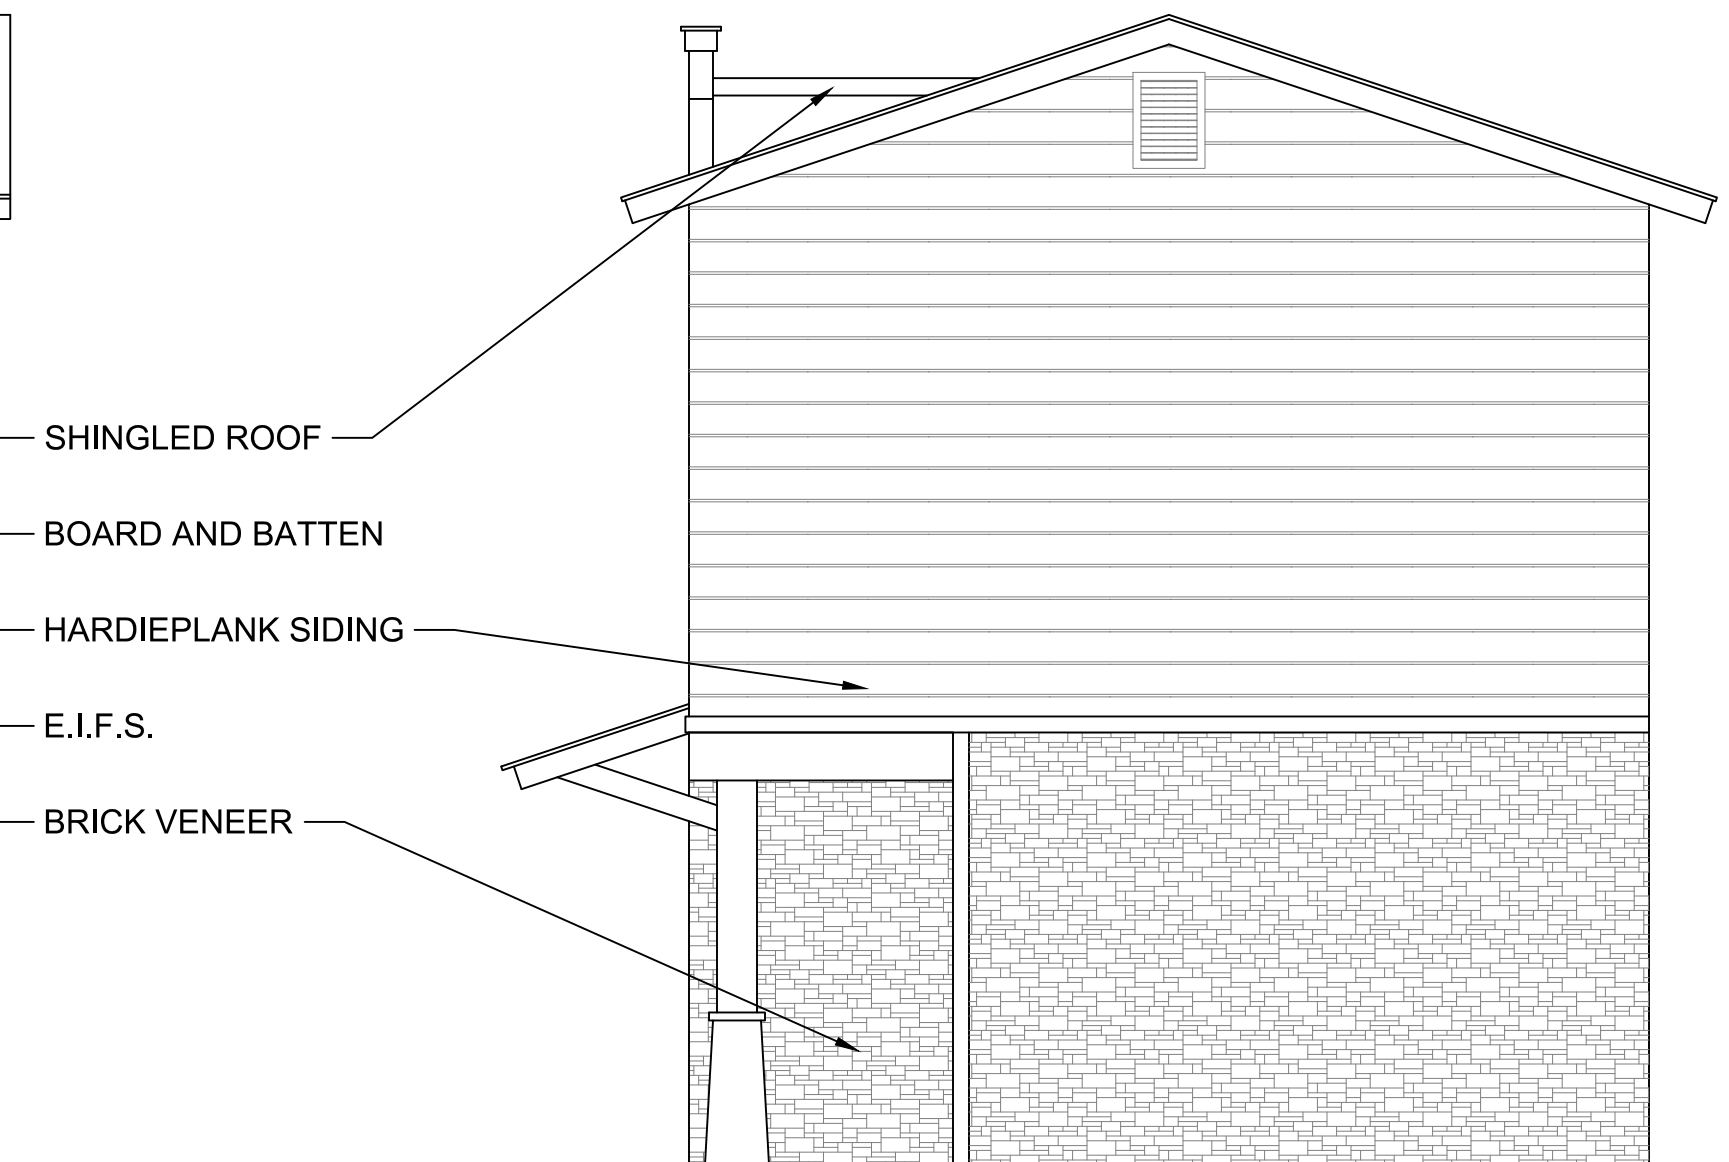 SHINGLED ROOF
BOARD AND BATTEN
HARDIEPLANK SIDING
E.I.F.S.
BRICK VENEER